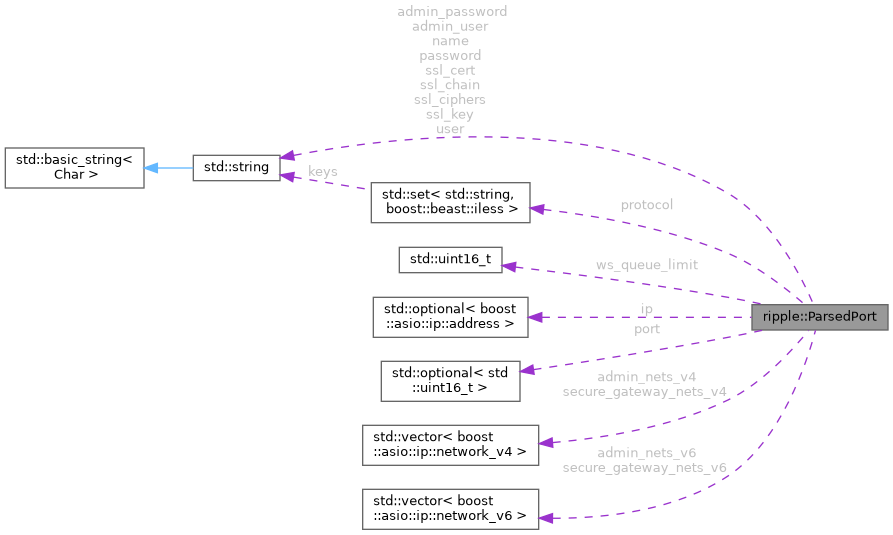 admin_password
admin_user
name
password
ssl_cert
ssl_chain
ssl_ciphers
ssl_key
user
std::basic_string<
Char >
std::string
keys
std::set< std::string,
boost::beast::iless >
protocol
std::uint16_t
ws_queue_limit
std::optional< boost
::asio::ip::address >
ip
ripple::ParsedPort
port
std::optional< std
::uint16_t >
admin_nets_v4
secure_gateway_nets_v4
std::vector< boost
::asio::ip::network_v4 >
admin_nets_v6
secure_gateway_nets_v6
std::vector< boost
::asio::ip::network_v6 >